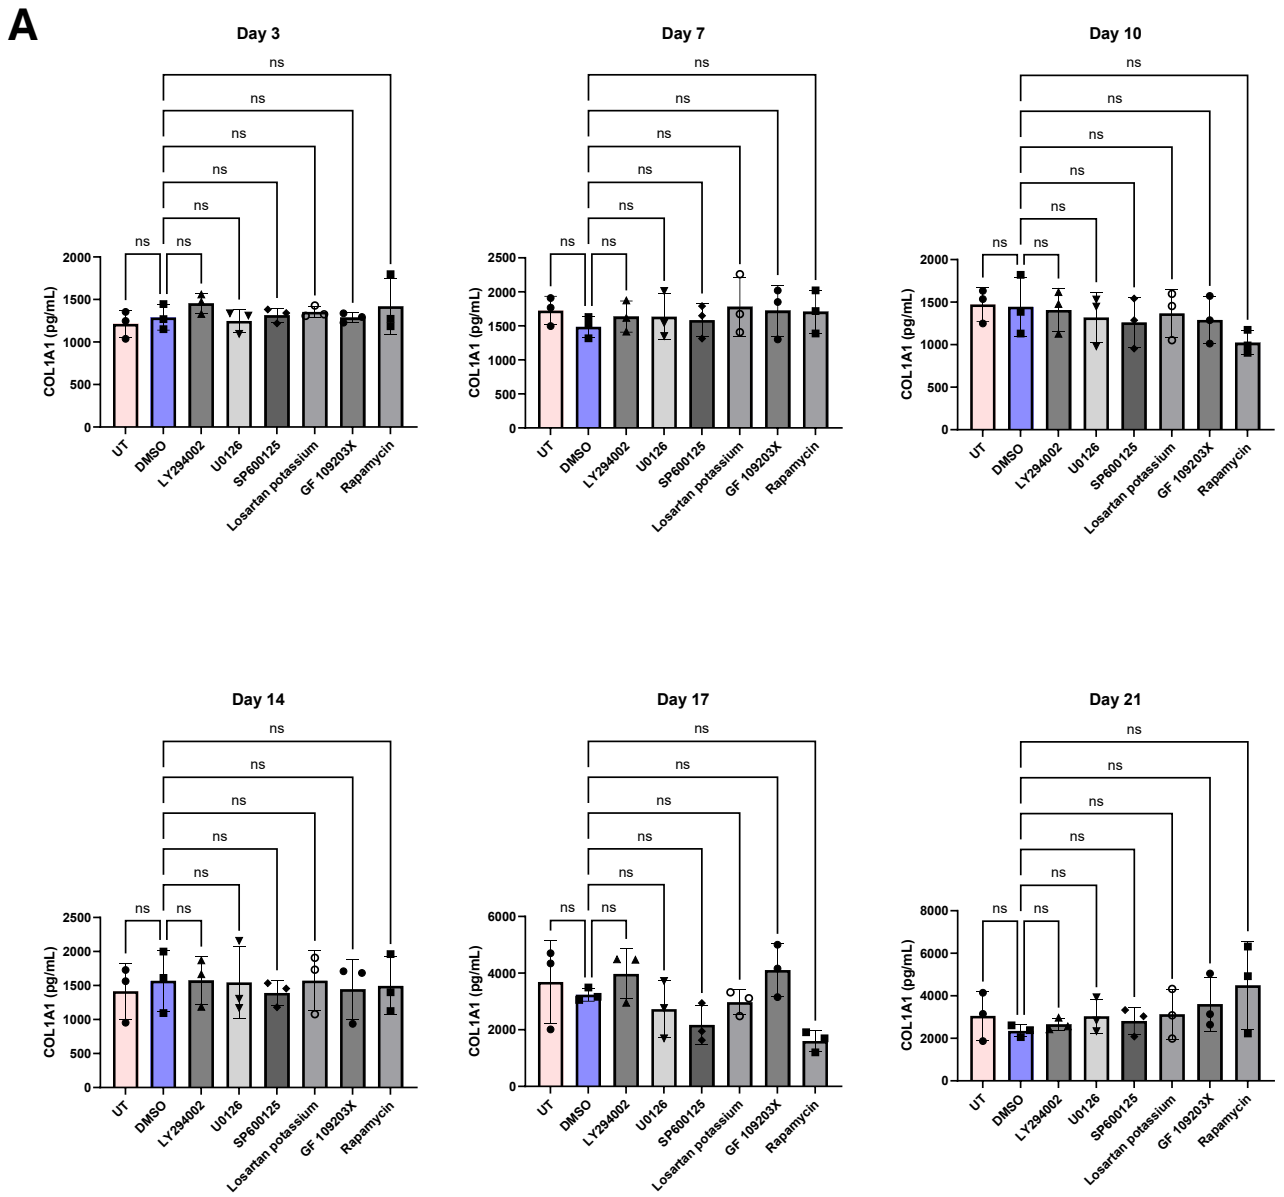 A
Day 3
ns
ns
ns
ns
ns
ns ns
COL1A1 (pg/mL)
2000
1500
1000
500
0
UT
DMSO
LY294002
U0126
SP600125
Losartan potassium
GF 109203X
Rapamycin
Day 7
ns
ns
ns
ns
ns
ns ns
COL1A1 (pg/mL)
2500
2000
1500
1000
500
0
UT
DMSO
LY294002
U0126
SP600125
Losartan potassium
GF 109203X
Rapamycin
Day 10
ns
ns
ns
ns
ns
ns ns
COL1A1 (pg/mL)
2000
1500
1000
500
0
UT
DMSO
LY294002
U0126
SP600125
Losartan potassium
GF 109203X
Rapamycin
Day 14
ns
ns
ns
ns
ns
ns ns
COL1A1 (pg/mL)
2500
2000
1500
1000
500
0
UT
DMSO
LY294002
U0126
SP600125
Losartan potassium
GF 109203X
Rapamycin
Day 17
ns
ns
ns
ns
ns
ns ns
COL1A1 (pg/mL)
6000
4000
2000
0
UT
DMSO
LY294002
U0126
SP600125
Losartan potassium
GF 109203X
Rapamycin
Day 21
ns
ns
ns
ns
ns
ns ns
COL1A1 (pg/mL)
8000
6000
4000
2000
0
UT
DMSO
LY294002
U0126
SP600125
Losartan potassium
GF 109203X
Rapamycin